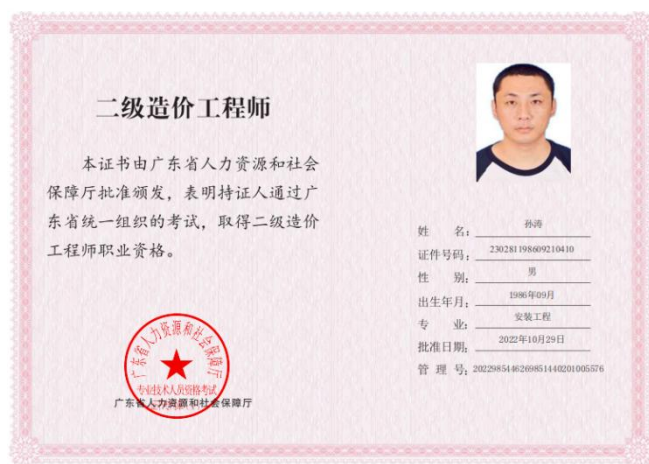 二级造价工程师
本证书由广东省人力资源和社会
保障厅批准颁发，表明持证人通过广
东省统一组织的考试，取得二级造价
工程师职业资格。
广东省人力资源和社会保障厅
专业技术人员资格考试
广东省人力资源和社会保障厅
姓名：孙涛
证件号码：230281198609210410
性别：男
出生年月：1986年09月
专业：安装工程
批准日期：2022年10月29日
管理号：20229854462698514402010055​76